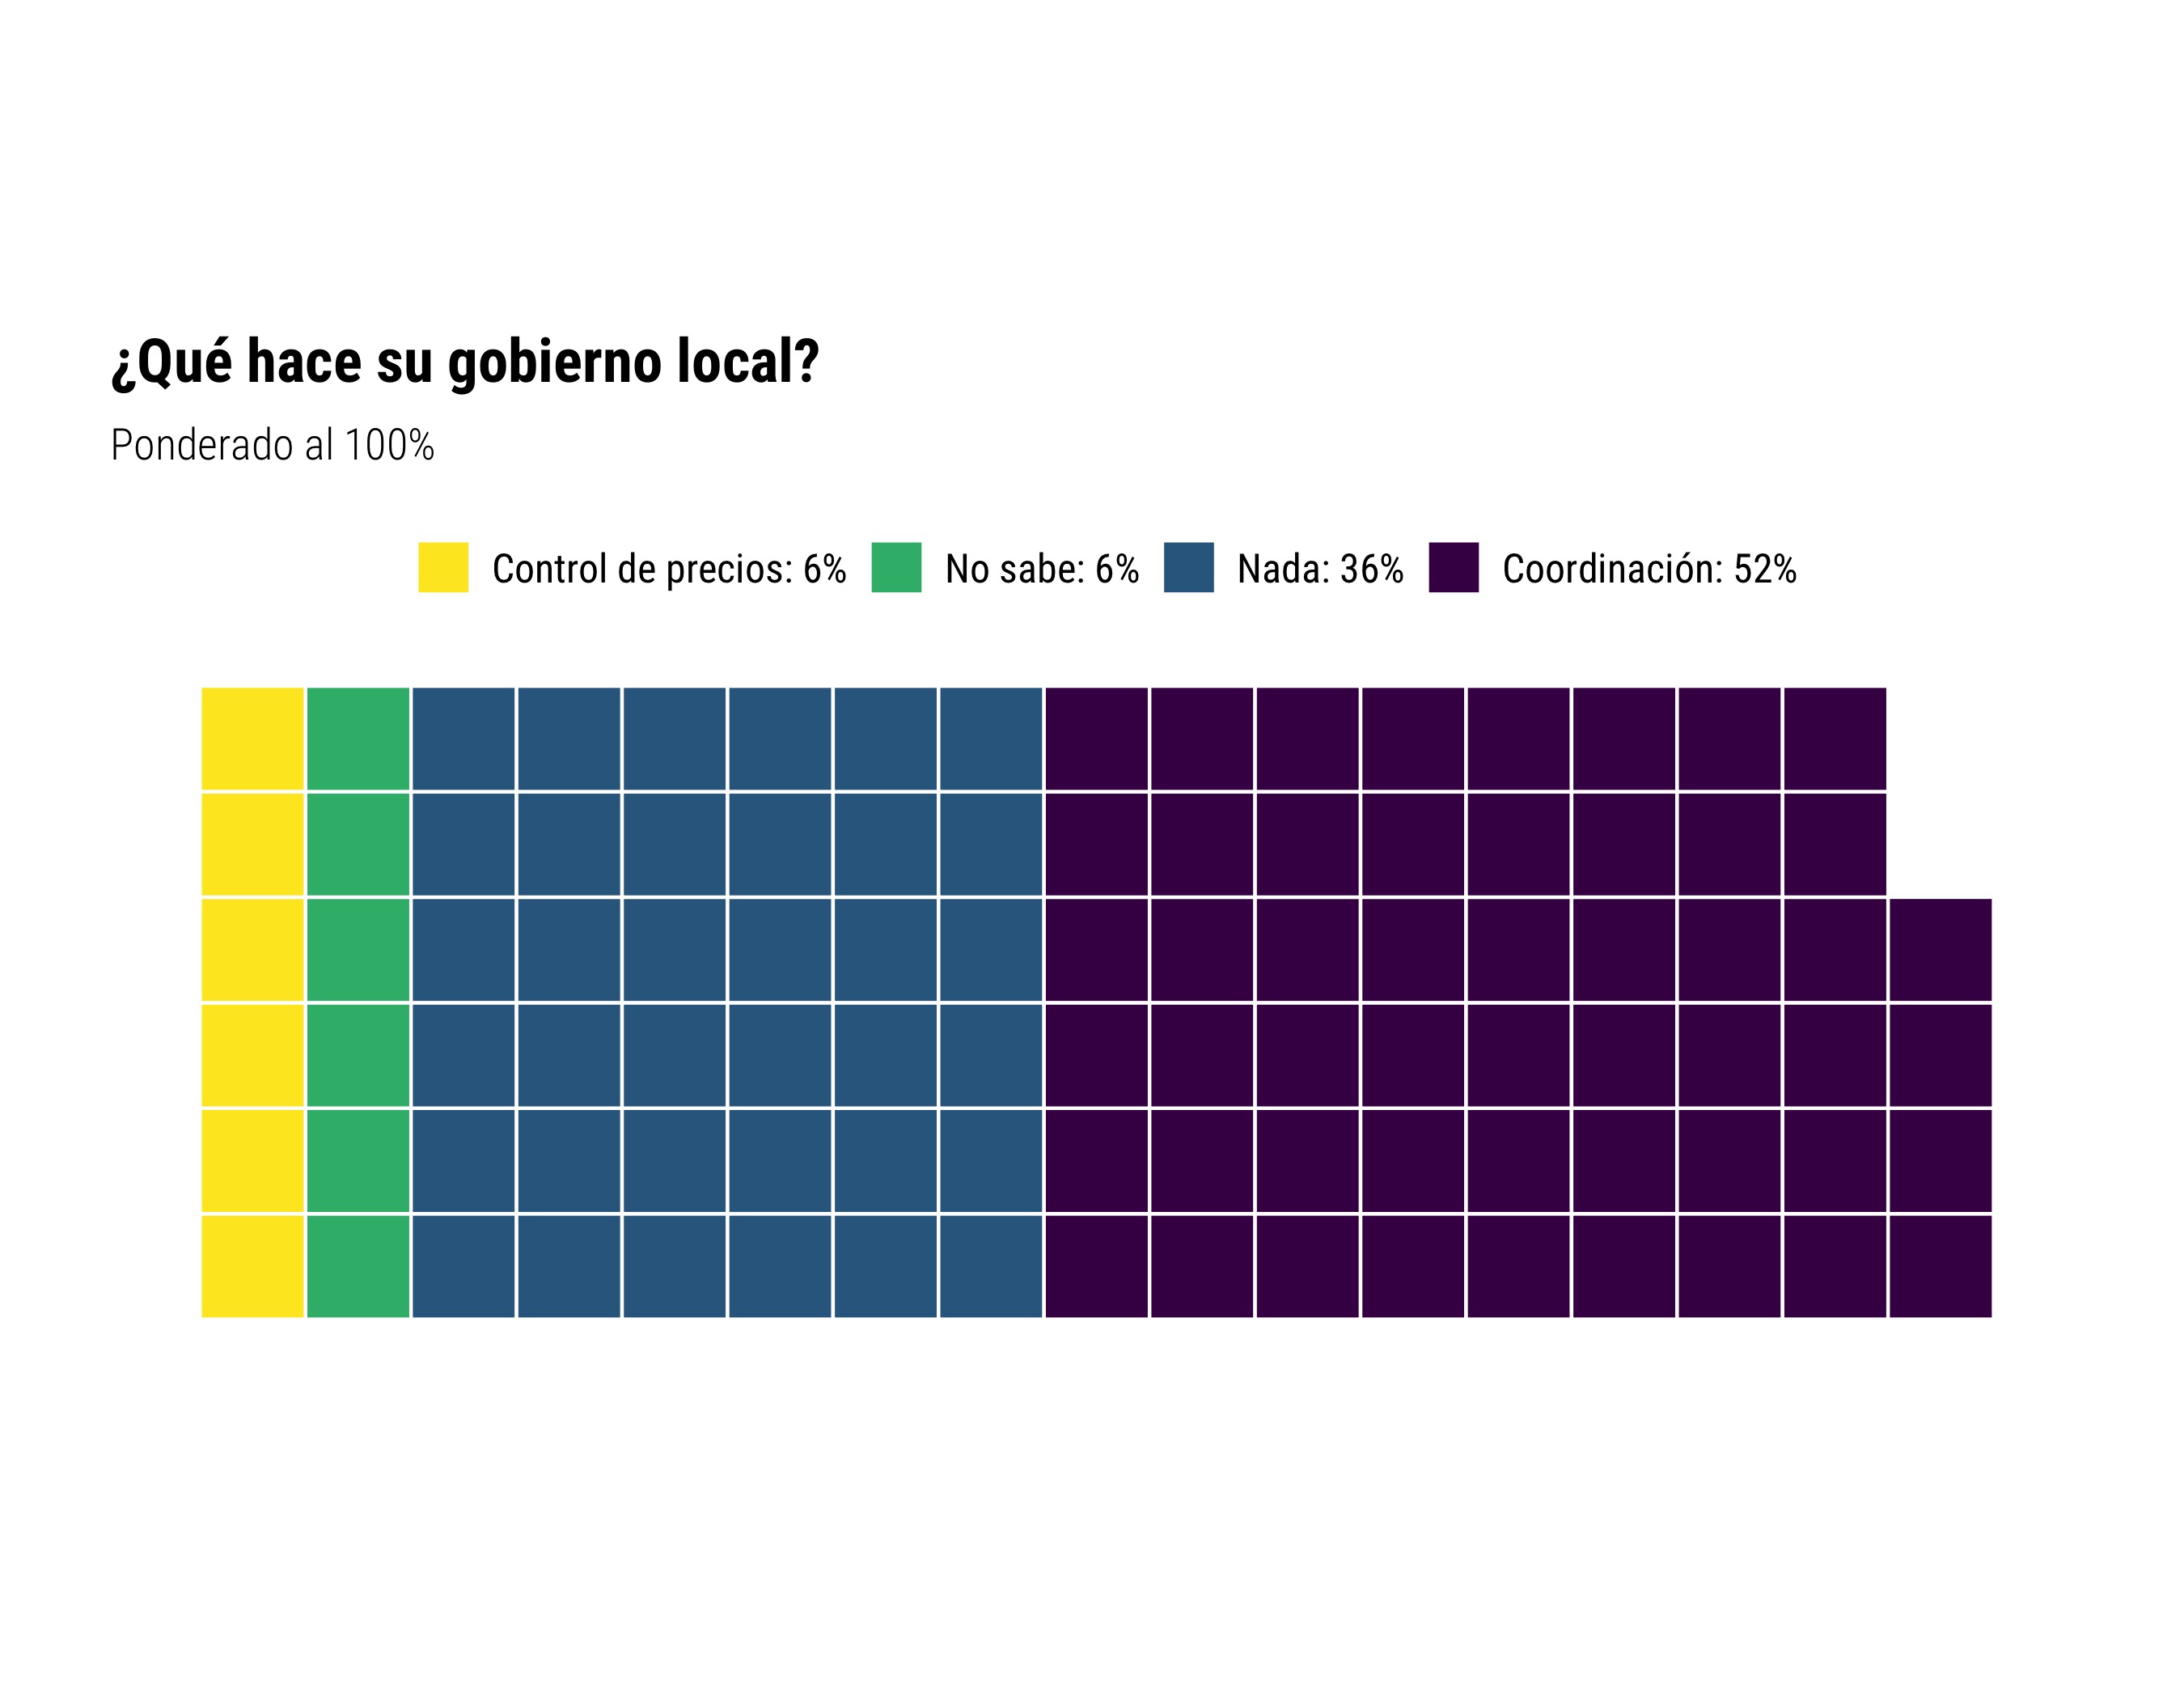 ¿Qué hace su gobierno local?
Ponderado al 100%
Control de precios: 6% No sabe: 6% Nada: 36% Coordinación: 52%